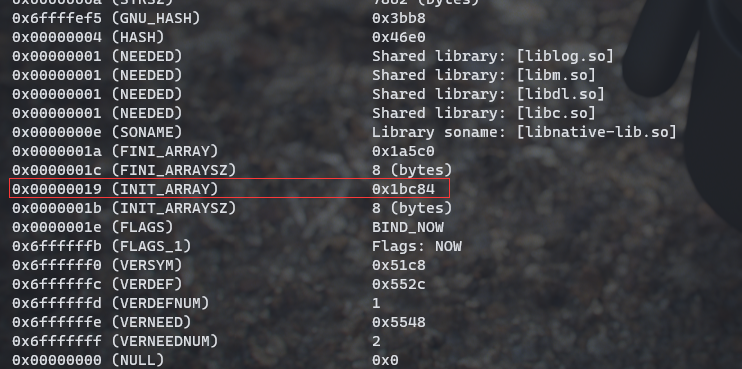 0x0000000a (STRSZ) 7882 (bytes)
0x6ffffef5 (GNU_HASH) 0x3bb8
0x00000004 (HASH) 0x46e0
0x00000001 (NEEDED) Shared library: [liblog.so]
0x00000001 (NEEDED) Shared library: [libm.so]
0x00000001 (NEEDED) Shared library: [libdl.so]
0x00000001 (NEEDED) Shared library: [libc.so]
0x0000000e (SONAME) Library soname: [libnative-lib.so]
0x0000001a (FINI_ARRAY) 0x1a5c0
0x0000001c (FINI_ARRAYSZ) 8 (bytes)
0x00000019 (INIT_ARRAY) 0x1bc84
0x0000001b (INIT_ARRAYSZ) 8 (bytes)
0x0000001e (FLAGS) BIND_NOW
0x6ffffffb (FLAGS_1) Flags: NOW
0x6ffffff0 (VERSYM) 0x51c8
0x6ffffffc (VERDEF) 0x552c
0x6ffffffd (VERDEFNUM) 1
0x6ffffffe (VERNEED) 0x5548
0x6fffffff (VERNEEDNUM) 2
0x00000000 (NULL) 0x0